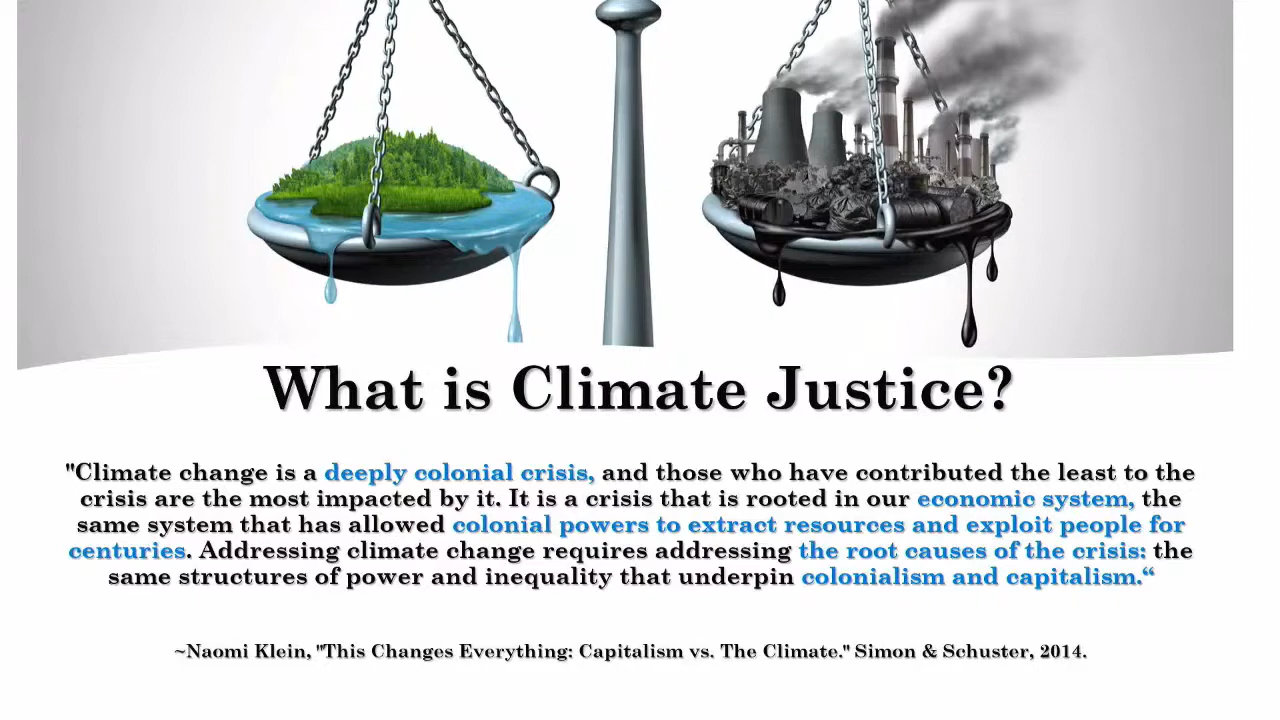 What is Climate Justice?
"Climate change is a deeply colonial crisis, and those who have contributed the least to the
crisis are the most impacted by it. It is a crisis that is rooted in our economic system, the
same system that has allowed colonial powers to extract resources and exploit people for
centuries. Addressing climate change requires addressing the root causes of the crisis: the
same structures of power and inequality that underpin colonialism and capitalism.“
~Naomi Klein, "This Changes Everything: Capitalism vs. The Climate." Simon & Schuster, 2014.